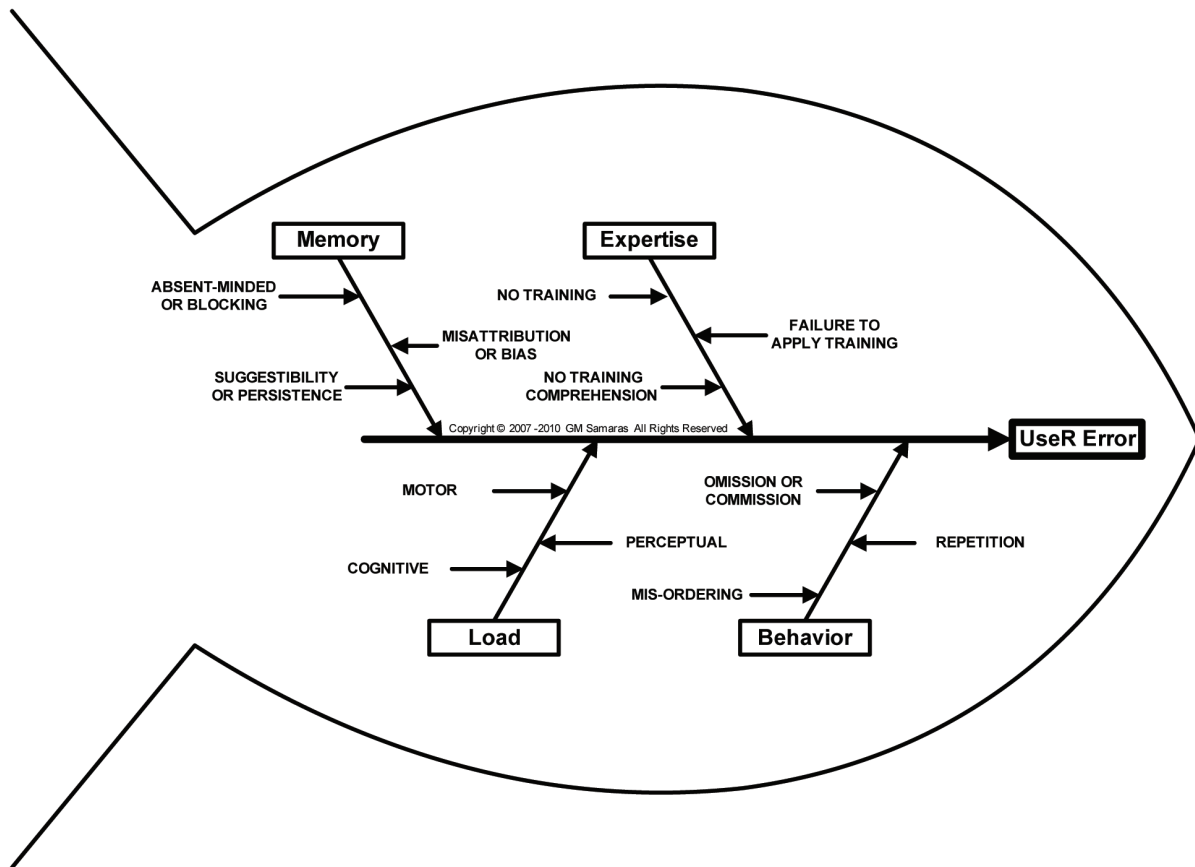 Memory
Expertise
ABSENT-MINDED
OR BLOCKING
NO TRAINING
MISATTRIBUTION
OR BIAS
FAILURE TO
APPLY TRAINING
SUGGESTIBILITY
OR PERSISTENCE
NO TRAINING
COMPREHENSION
Copyright © 2007-2010 GM Samaras All Rights Reserved
UseR Error
MOTOR
OMISSION OR
COMMISSION
PERCEPTUAL
REPETITION
COGNITIVE
MIS-ORDERING
Load
Behavior